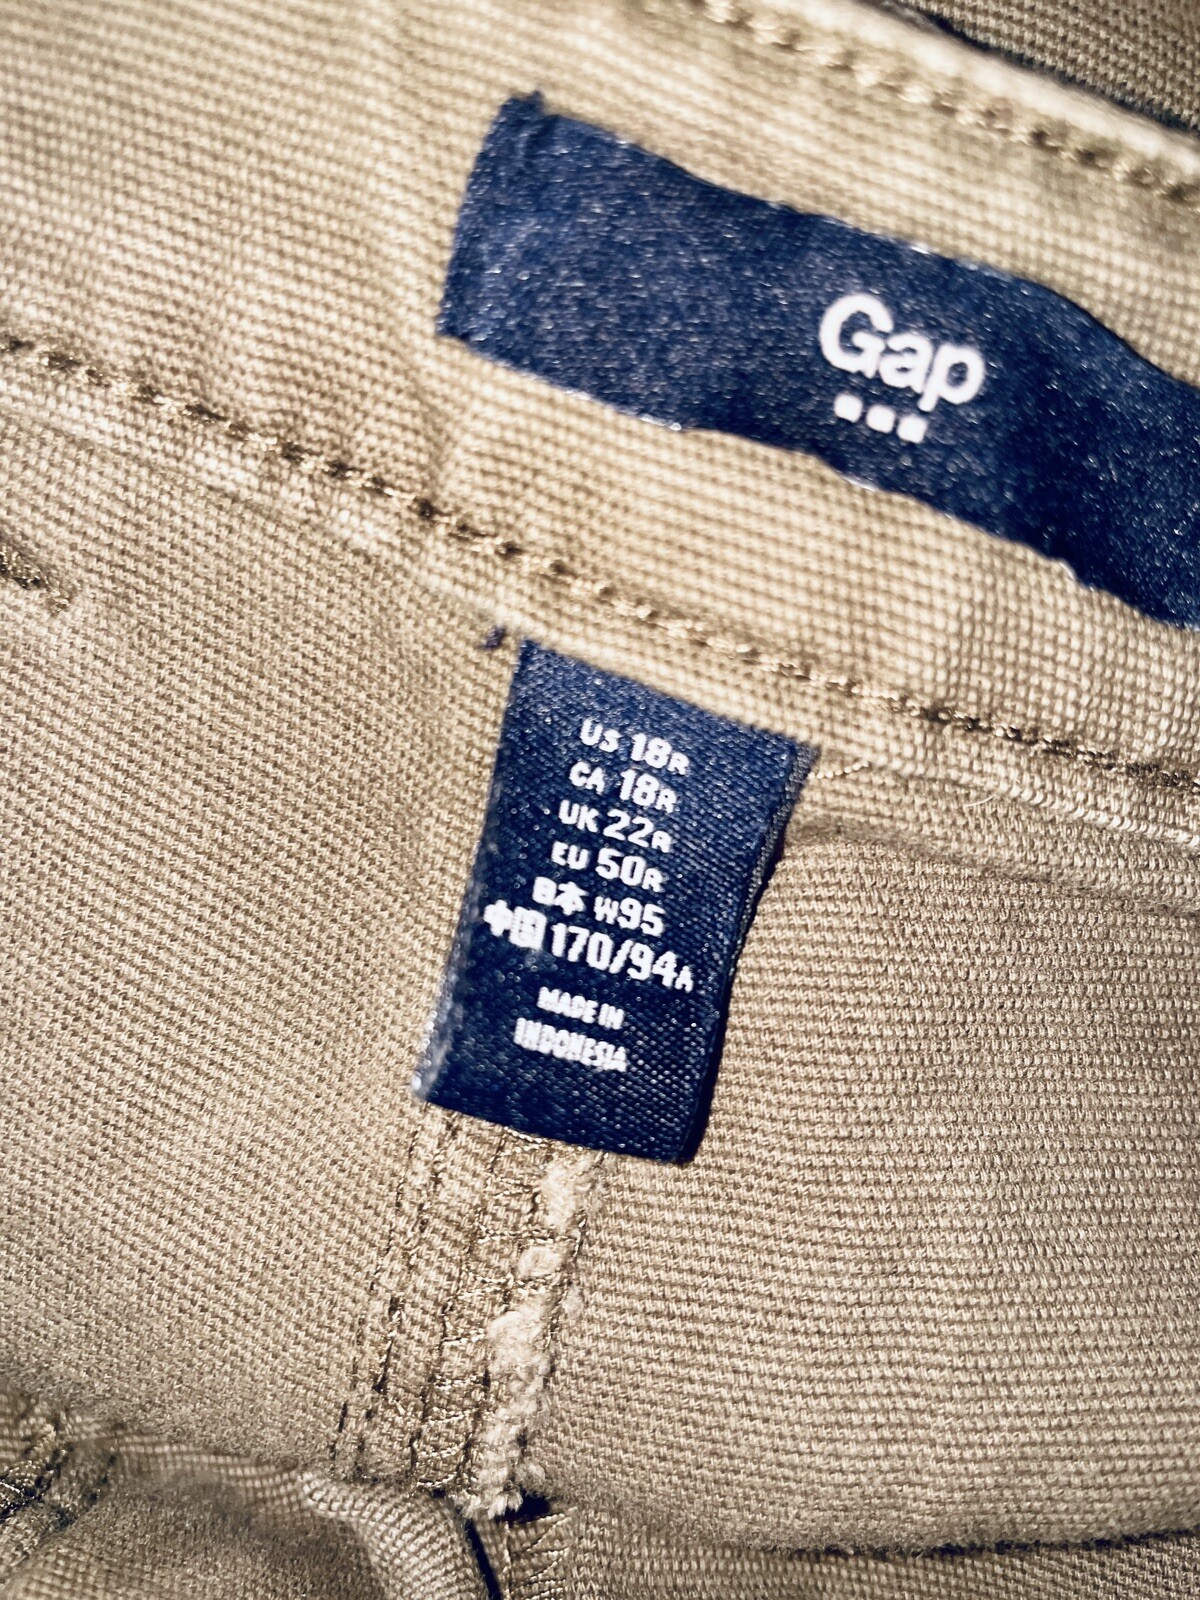 Gap
US 18R
CA 18R
UK 22R
EU 50R
日本 W95
中国 170/94A
MADE IN
INDONESIA